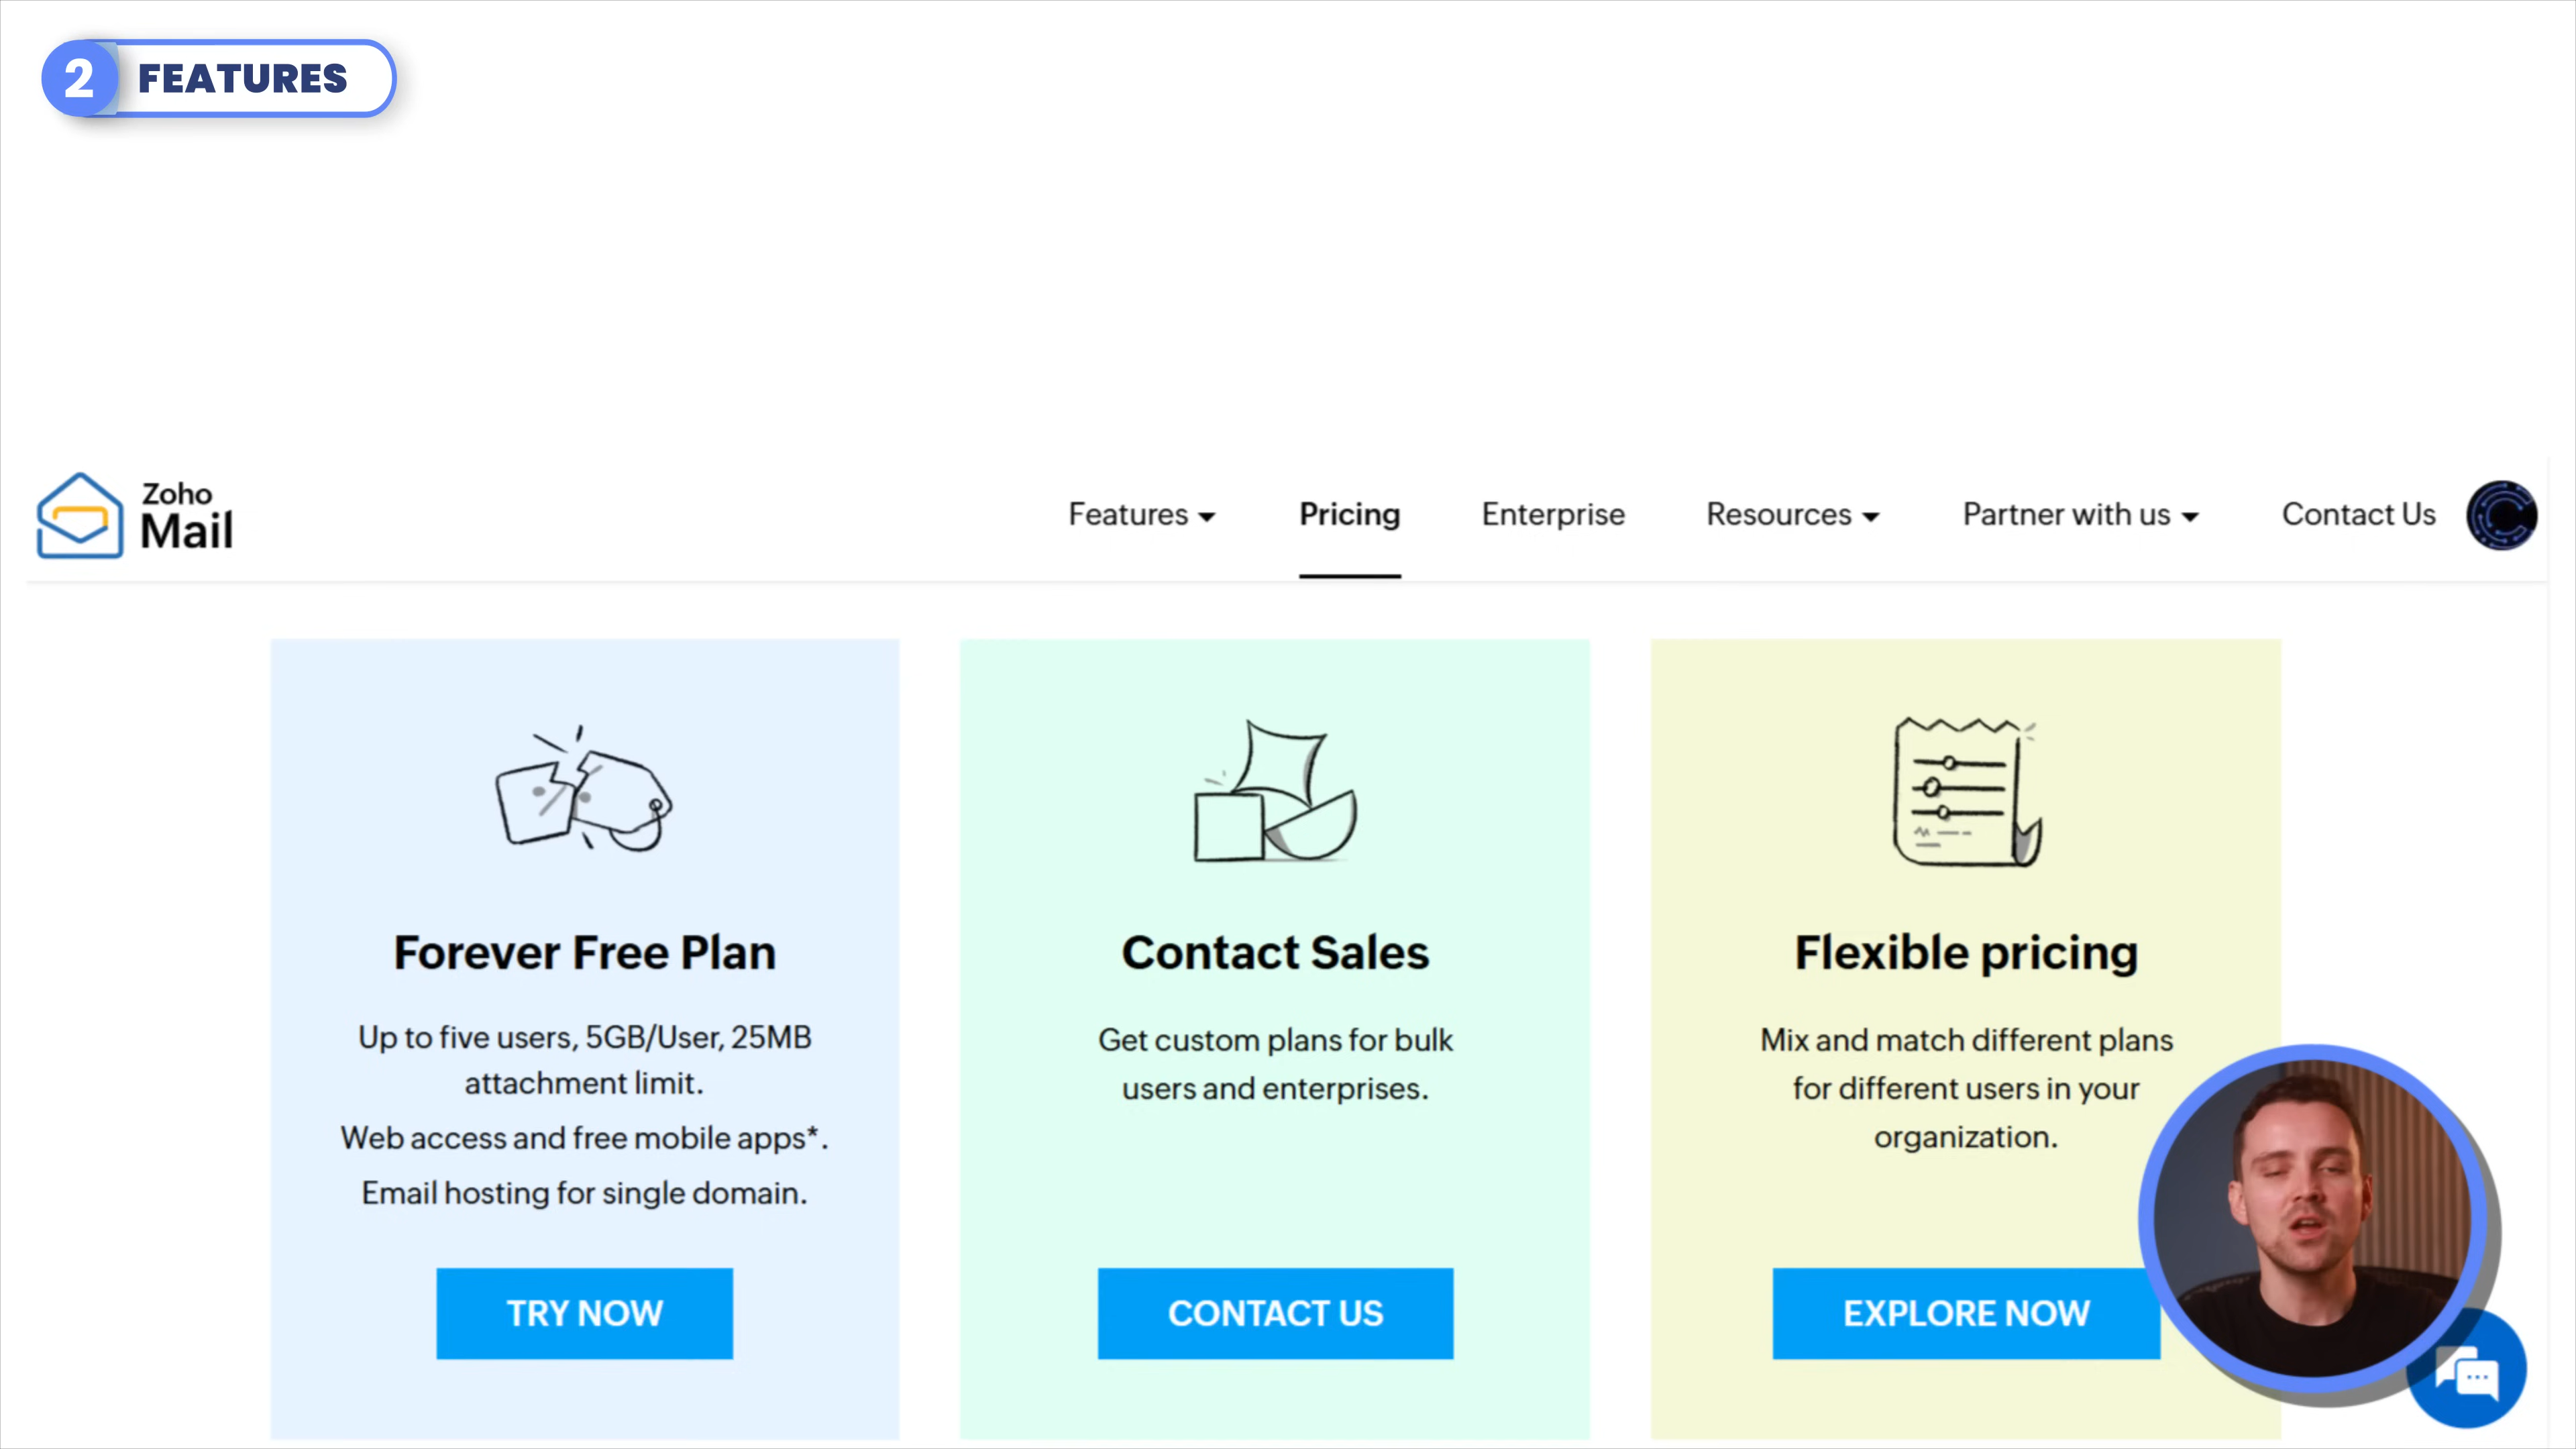 2 FEATURES
Zoho
Mail
Features
Pricing
Enterprise
Resources
Partner with us
Contact Us
Forever Free Plan
Up to five users, 5GB/User, 25MB
attachment limit.
Web access and free mobile apps*.
Email hosting for single domain.
TRY NOW
Contact Sales
Get custom plans for bulk
users and enterprises.
CONTACT US
Flexible pricing
Mix and match different plans
for different users in your
organization.
EXPLORE NOW